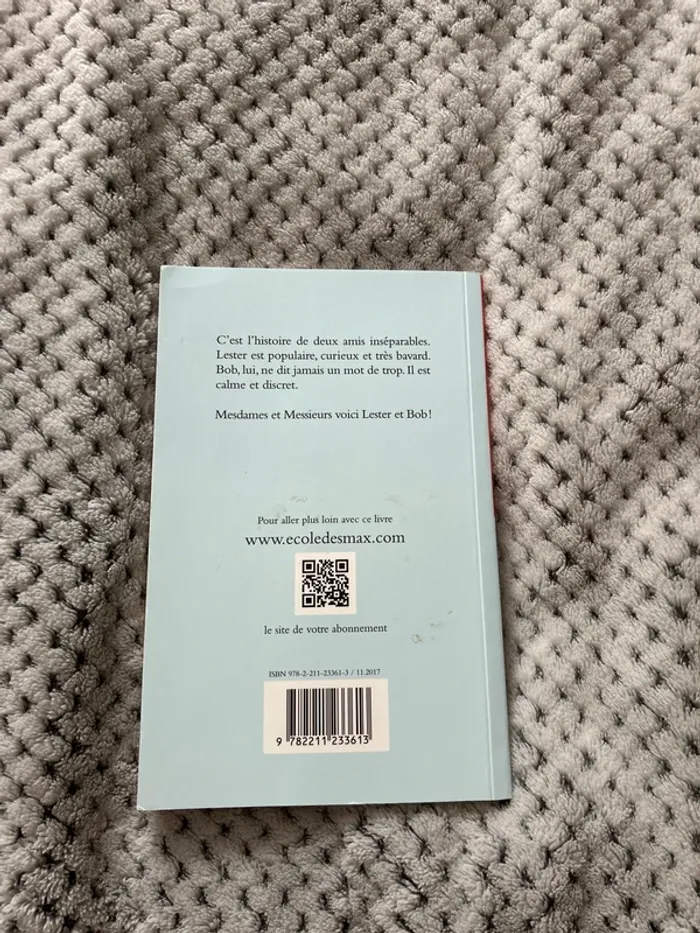 C'est l'histoire de deux amis inséparables.
Lester est populaire, curieux et très bavard.
Bob, lui, ne dit jamais un mot de trop. Il est
calme et discret.
Mesdames et Messieurs voici Lester et Bob !
Pour aller plus loin avec ce livre
www.ecoledesmax.com
le site de votre abonnement
ISBN 978-2-211-23361-3 / 11.2017
9 782211 233613